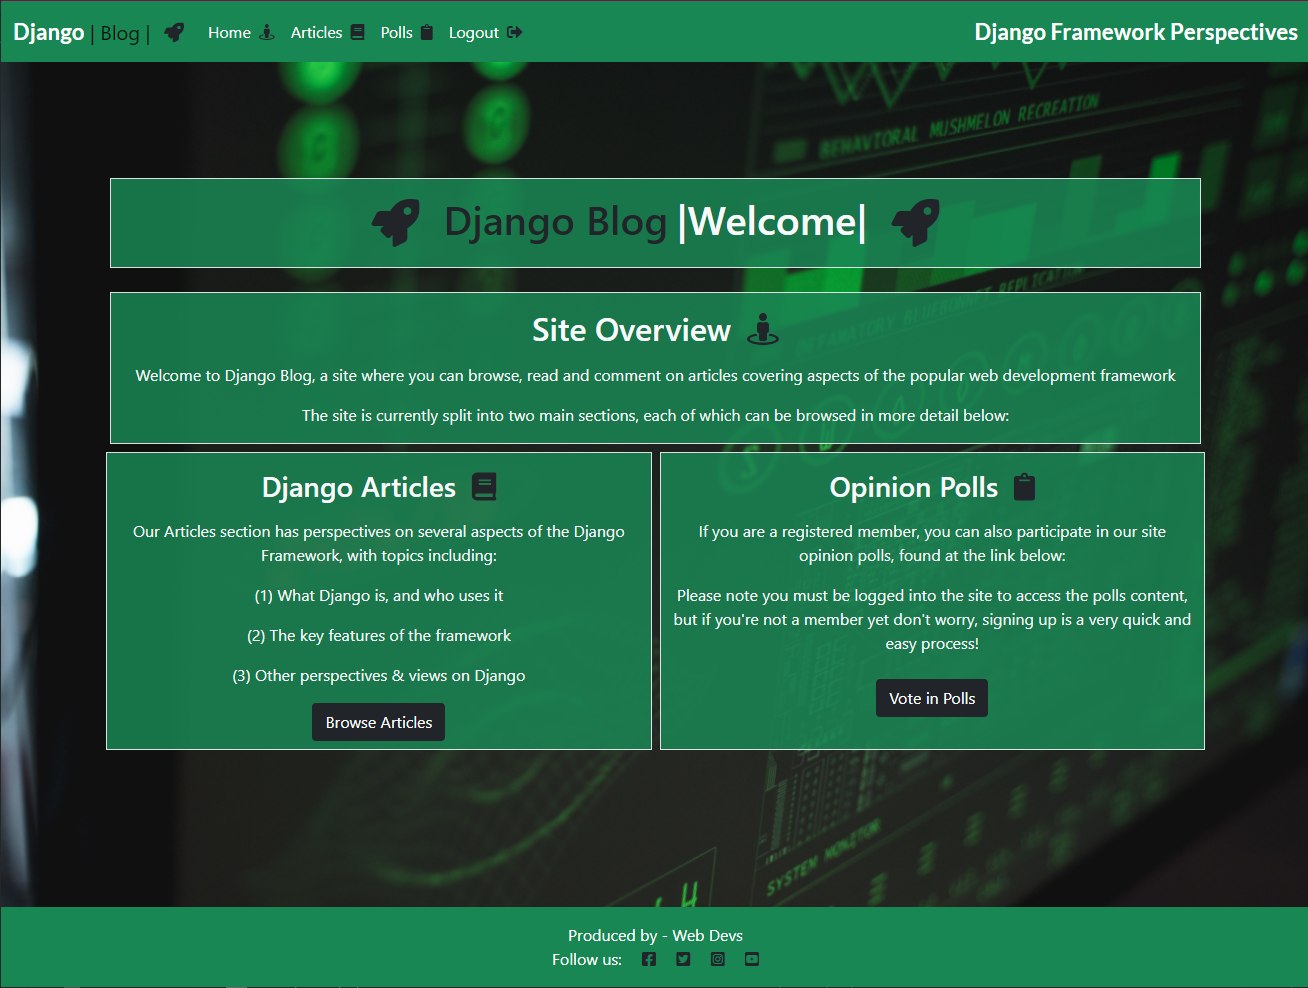 Django | Blog | Home Articles Polls Logout Django Framework Perspectives
BEHAVIORAL MUSHMELON RECREATION
Django Blog |Welcome|
REPLICATION
Site Overview
Welcome to Django Blog, a site where you can browse, read and comment on articles covering aspects of the popular web development framework
The site is currently split into two main sections, each of which can be browsed in more detail below:
Django Articles
Our Articles section has perspectives on several aspects of the Django
Framework, with topics including:
(1) What Django is, and who uses it
(2) The key features of the framework
(3) Other perspectives & views on Django
Browse Articles
Opinion Polls
If you are a registered member, you can also participate in our site
opinion polls, found at the link below:
Please note you must be logged into the site to access the polls content,
but if you're not a member yet don't worry, signing up is a very quick and
easy process!
Vote in Polls
SYSTEM MONITOR
Produced by - Web Devs
Follow us: